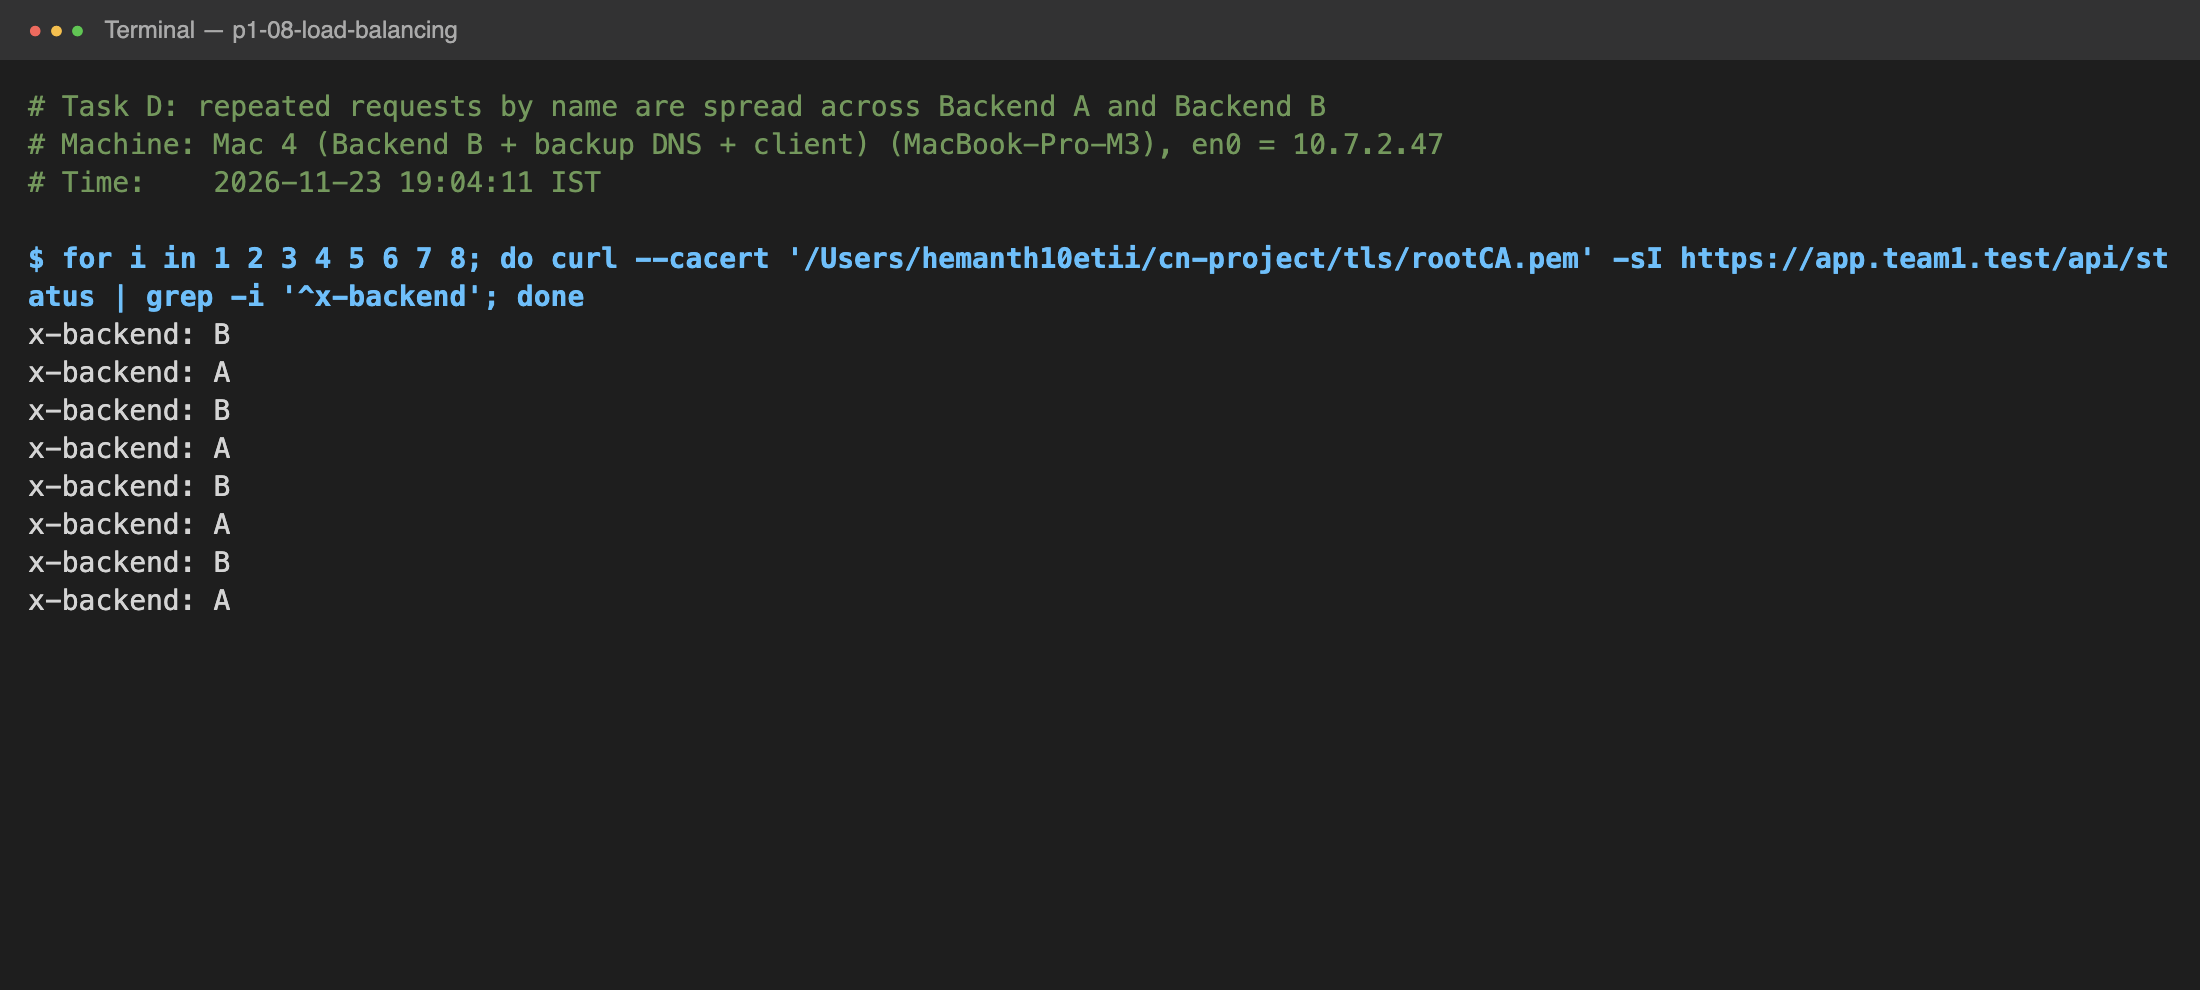 Terminal — p1-08-load-balancing
# Task D: repeated requests by name are spread across Backend A and Backend B
# Machine: Mac 4 (Backend B + backup DNS + client) (MacBook-Pro-M3), en0 = 10.7.2.47
# Time:    2026-11-23 19:04:11 IST
$ for i in 1 2 3 4 5 6 7 8; do curl --cacert '/Users/hemanth10etii/cn-project/tls/rootCA.pem' -sI https://app.team1.test/api/st
atus | grep -i '^x-backend'; done
x-backend: B
x-backend: A
x-backend: B
x-backend: A
x-backend: B
x-backend: A
x-backend: B
x-backend: A